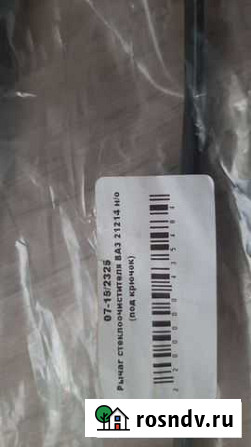 07-15/2325
Рычаг стеклоочистителя ВАЗ 21214 н/о
(под крючок)
rosndv.ru